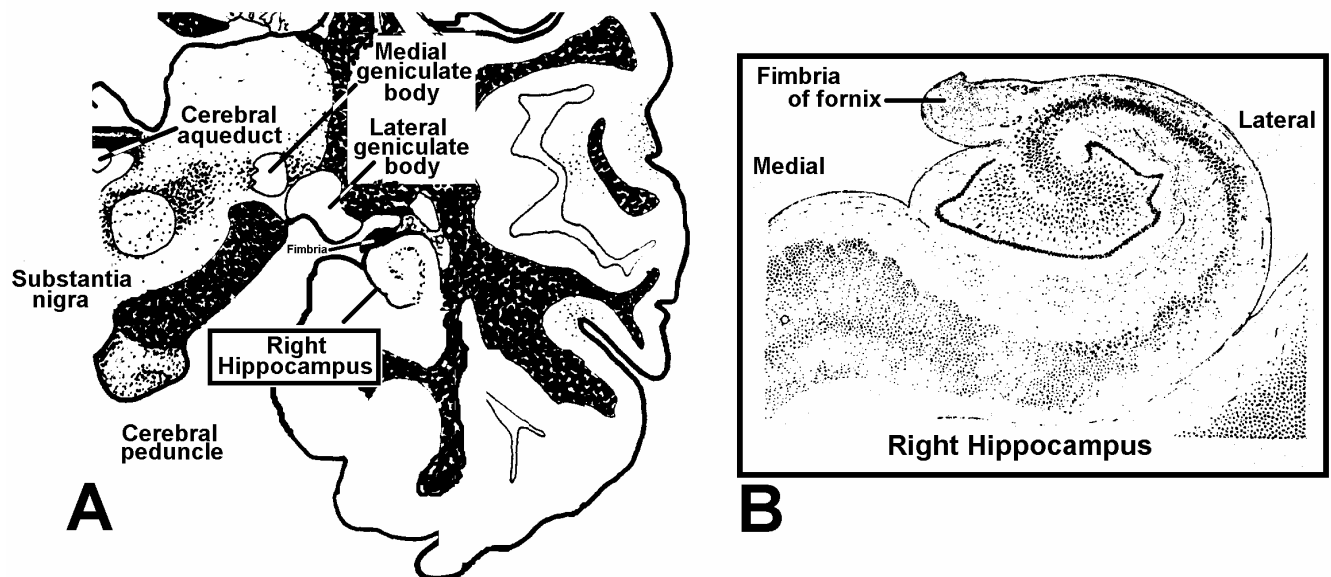 Medial
geniculate
body
Cerebral
aqueduct
Lateral
geniculate
body
Fimbria
Substantia
nigra
Right
Hippocampus
Cerebral
peduncle
A
Fimbria
of fornix
Lateral
Medial
Right Hippocampus
B